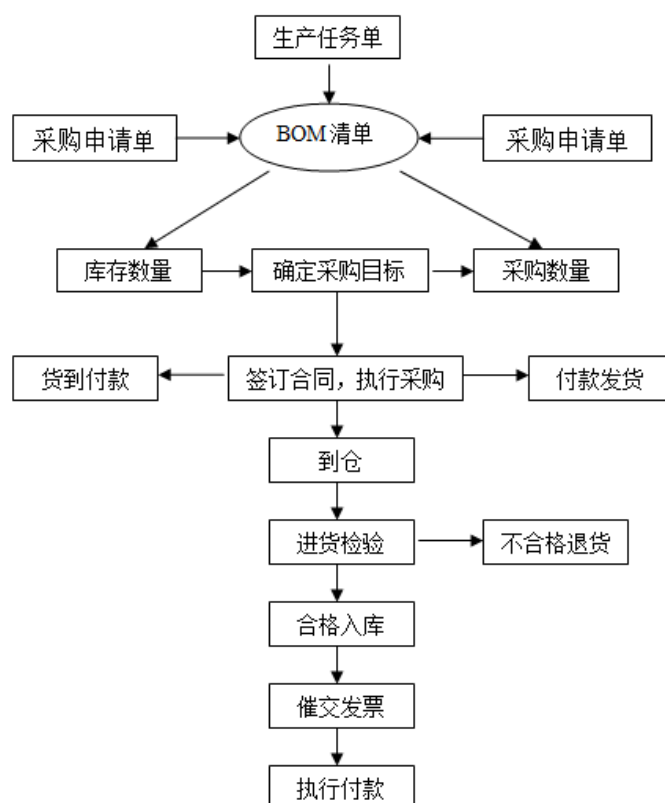 生产任务单
采购申请单
BOM清单
采购申请单
库存数量
确定采购目标
采购数量
货到付款
签订合同，执行采购
付款发货
到仓
进货检验
不合格退货
合格入库
催交发票
执行付款